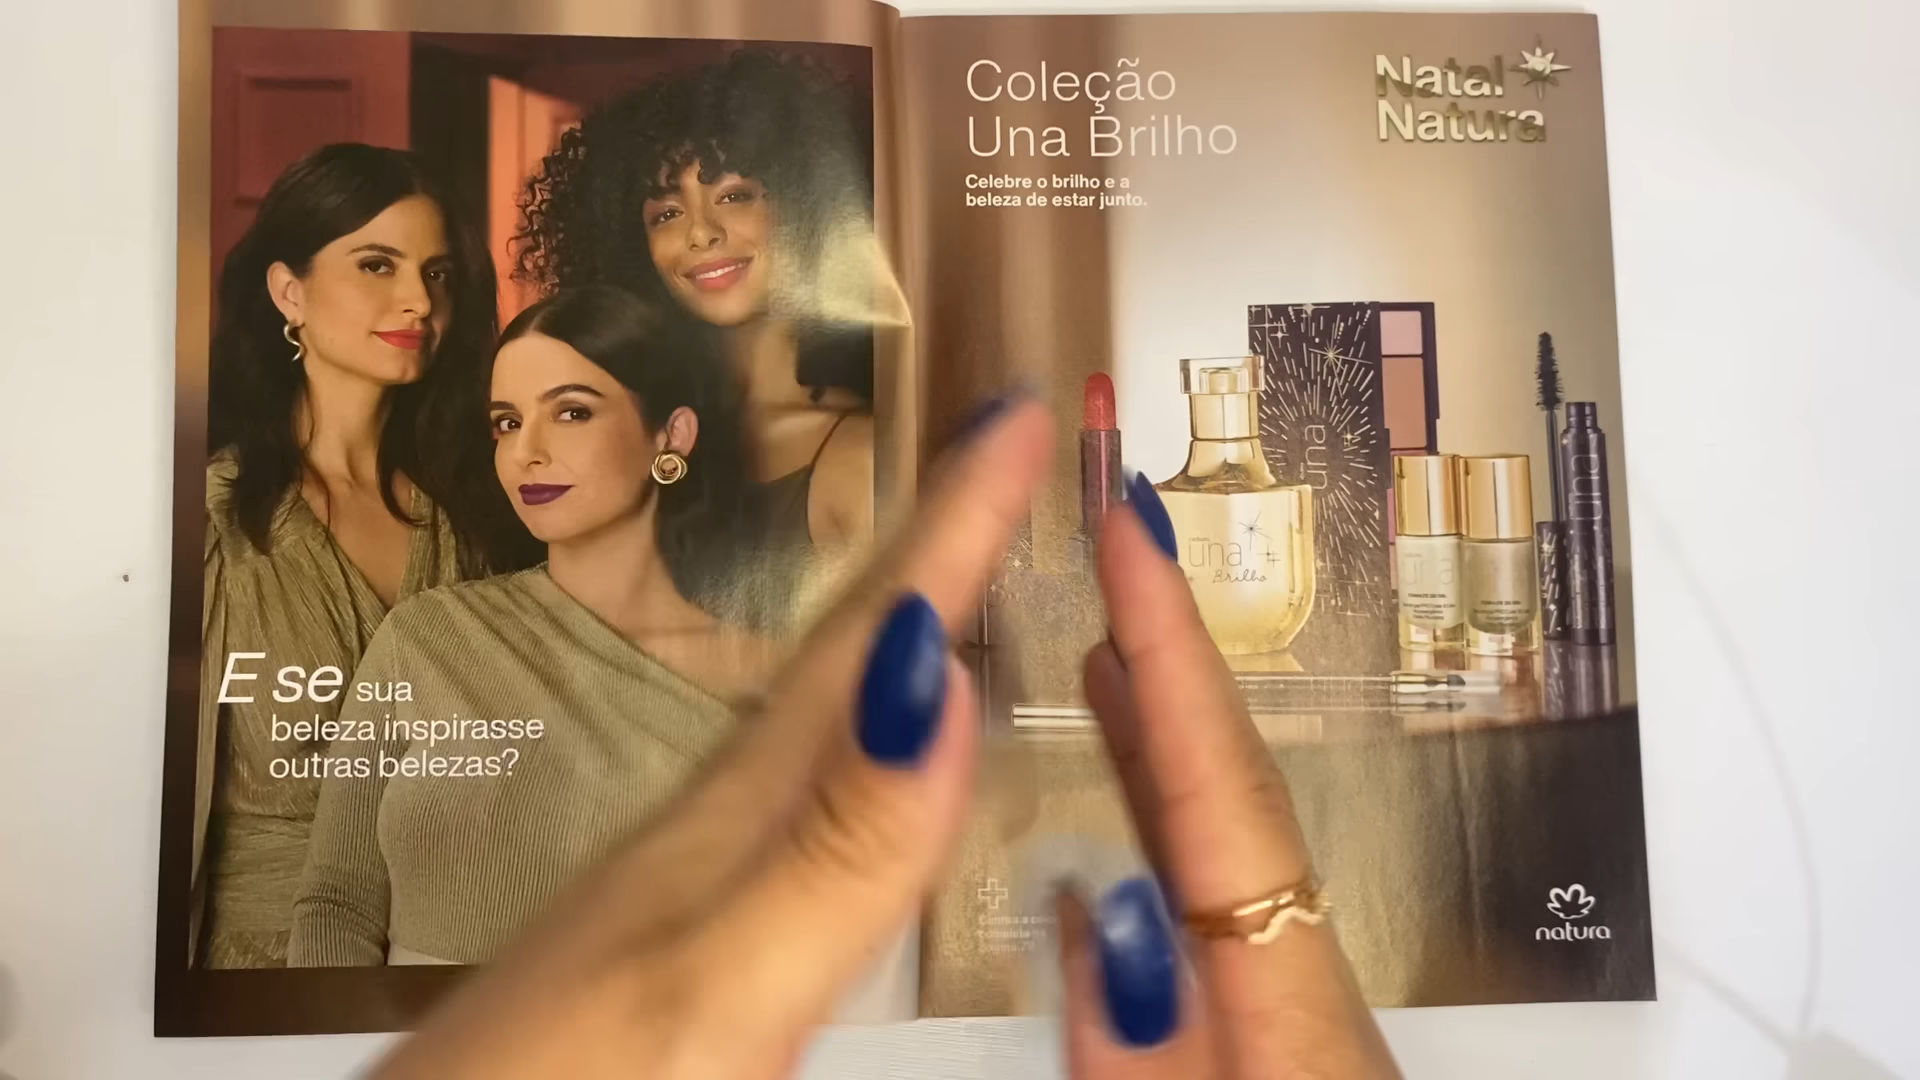 E se sua
beleza inspirasse
outras belezas?
Coleção
Una Brilho
Celebre o brilho e a
beleza de estar junto.
Natal
Natura
una
una
Brilho
una
natura